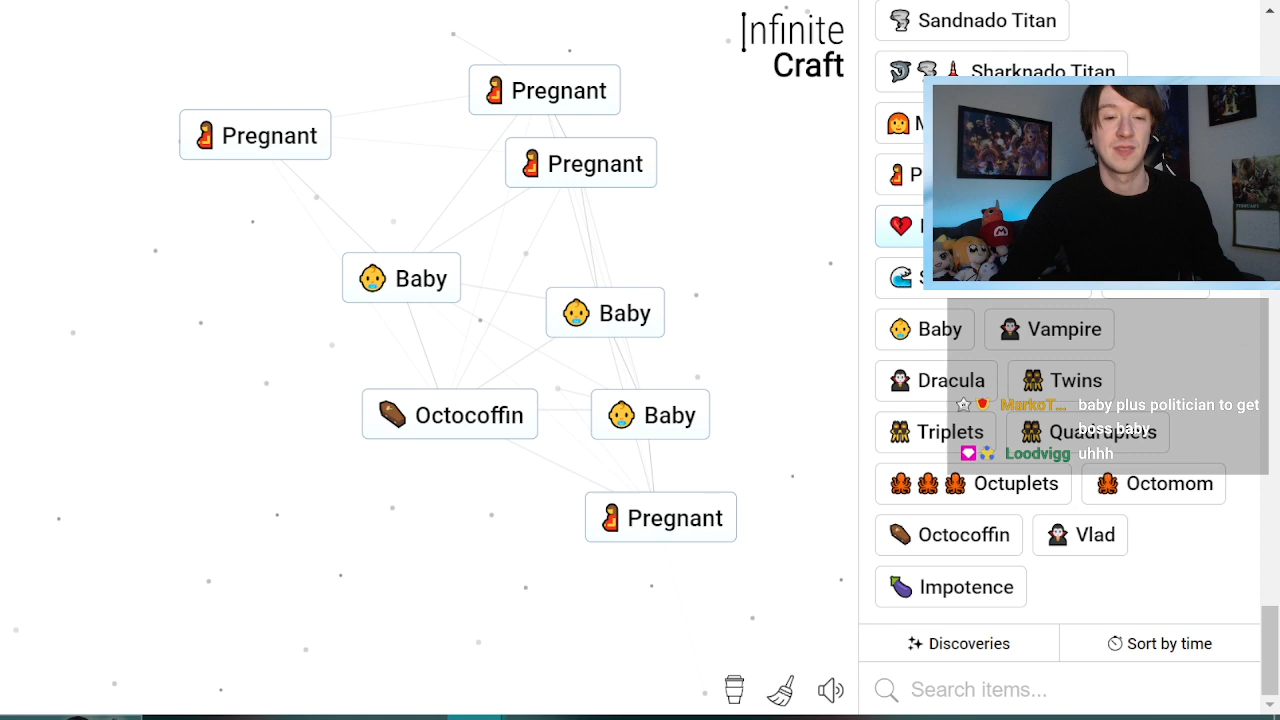 Infinite
Craft
Pregnant
Pregnant
Pregnant
Baby
Baby
Octocoffin
Baby
Pregnant
Sandnado Titan
Sharknado Titan
Baby
Vampire
Dracula
Twins
Triplets
Quadruplets
Octuplets
Octomom
Octocoffin
Vlad
Impotence
MarkoT... baby plus politician to get
boss baby
Loodvigg uhhh
Discoveries
Sort by time
Search items...